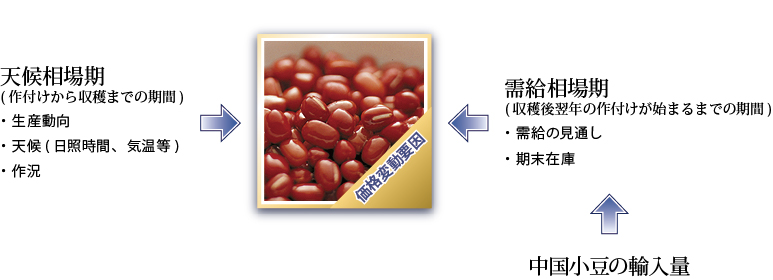 天候相場期
(作付けから収穫までの期間)
・生産動向
・天候(日照時間、気温等)
・作況
価格変動要因
需給相場期
(収穫後翌年の作付けが始まるまでの期間)
・需給の見通し
・期末在庫
中国小豆の輸入量